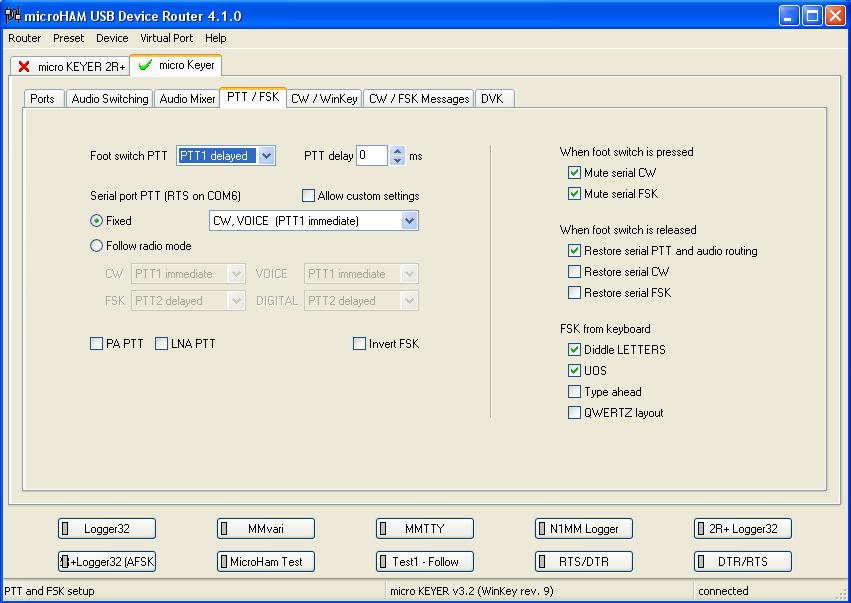 microHAM USB Device Router 4.1.0
Router Preset Device Virtual Port Help
micro KEYER 2R+ micro Keyer
Ports Audio Switching Audio Mixer PTT / FSK CW / WinKey CW / FSK Messages DVK
Foot switch PTT PTT1 delayed PTT delay 0 ms
Serial port PTT (RTS on COM6) Allow custom settings
Fixed CW, VOICE (PTT1 immediate)
Follow radio mode
CW PTT1 immediate VOICE PTT1 immediate
FSK PTT2 delayed DIGITAL PTT2 delayed
PA PTT LNA PTT Invert FSK
When foot switch is pressed
Mute serial CW
Mute serial FSK
When foot switch is released
Restore serial PTT and audio routing
Restore serial CW
Restore serial FSK
FSK from keyboard
Diddle LETTERS
UOS
Type ahead
QWERTZ layout
Logger32 MMvari MMTTY N1MM Logger 2R+ Logger32
+Logger32 (AFSK MicroHam Test Test1 - Follow RTS/DTR DTR/RTS
PTT and FSK setup micro KEYER v3.2 (WinKey rev. 9) connected